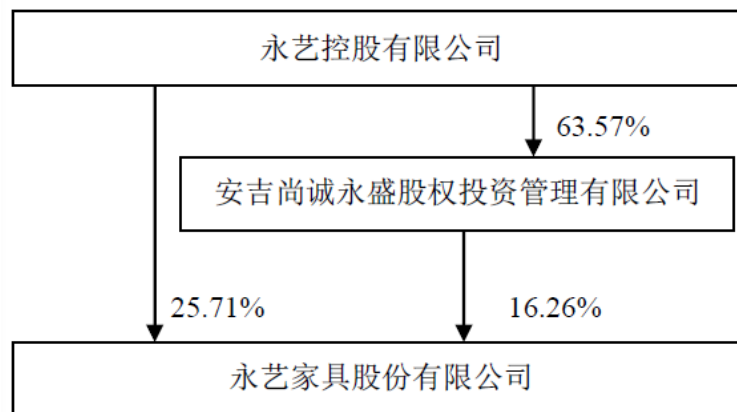 永艺控股有限公司
63.57%
安吉尚诚永盛股权投资管理有限公司
25.71%
16.26%
永艺家具股份有限公司